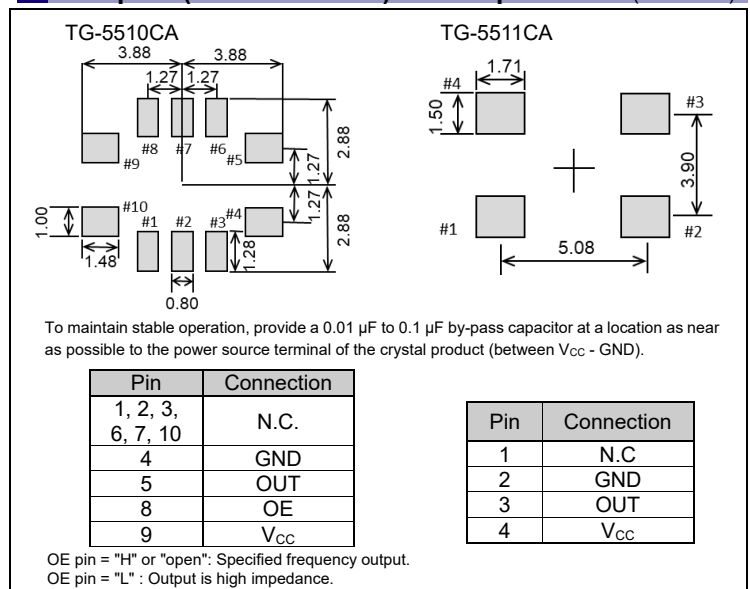 TG-5510CA
3.88 3.88
1.27 1.27
#8 #7 #6
#9
#5
1.27
2.88
#10
#1 #2 #3 #4
1.00
1.48
1.28
1.27
2.88
0.80
TG-5511CA
1.71
#4
#3
1.50
3.90
#1
#2
5.08
To maintain stable operation, provide a 0.01 µF to 0.1 µF by-pass capacitor at a location as near
as possible to the power source terminal of the crystal product (between VCC - GND).
Pin Connection
1, 2, 3,
6, 7, 10
N.C.
4 GND
5 OUT
8 OE
9 VCC
Pin Connection
1 N.C
2 GND
3 OUT
4 VCC
OE pin = "H" or "open": Specified frequency output.
OE pin = "L" : Output is high impedance.